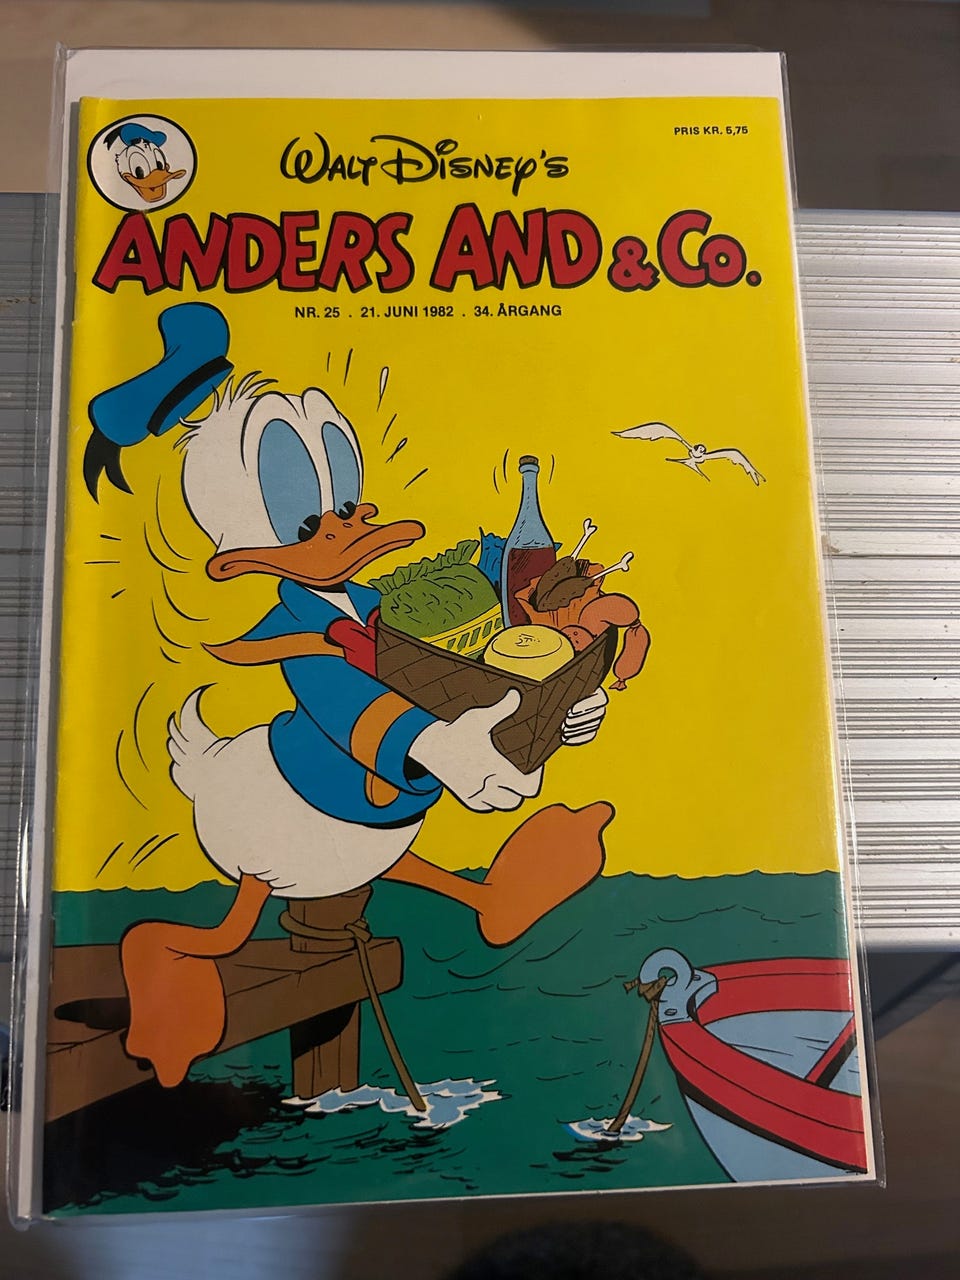 PRIS KR. 5,75
WALT DISNEY'S
ANDERS AND & Co.
NR. 25 . 21. JUNI 1982 . 34. ÅRGANG